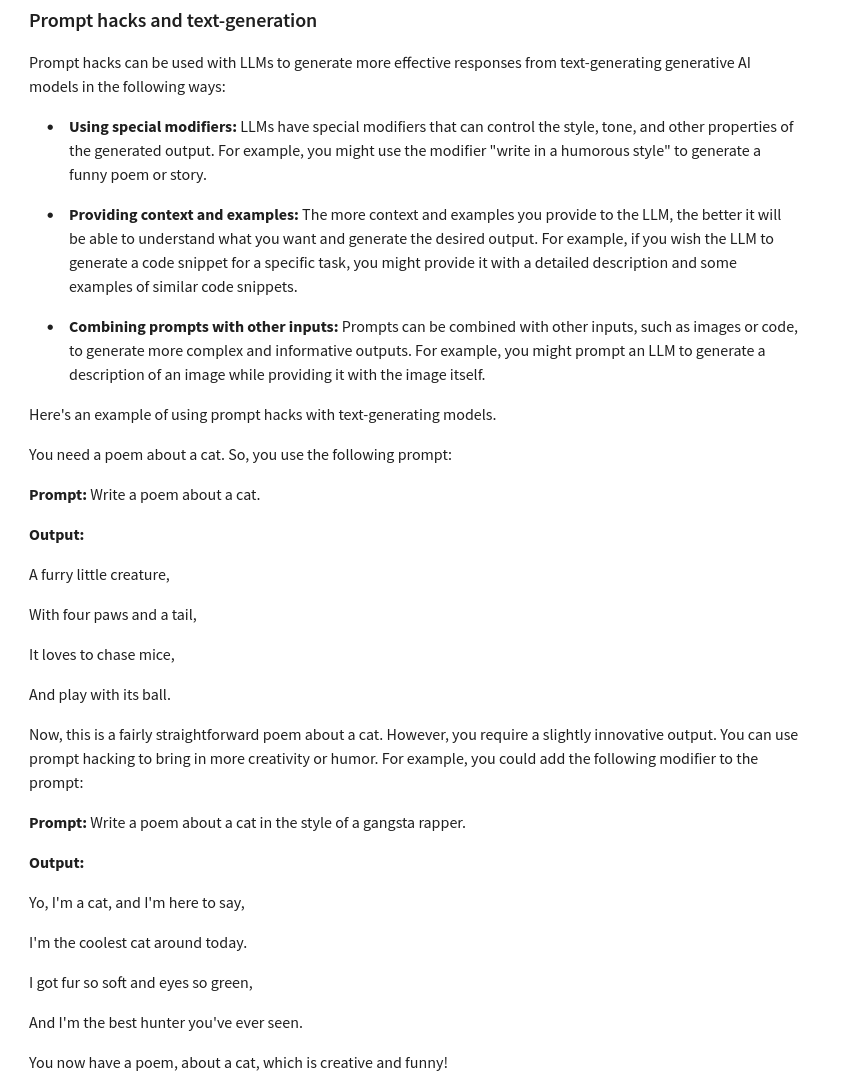 Prompt hacks and text-generation
Prompt hacks can be used with LLMs to generate more effective responses from text-generating generative AI
models in the following ways:
• Using special modifiers: LLMs have special modifiers that can control the style, tone, and other properties of
the generated output. For example, you might use the modifier "write in a humorous style" to generate a
funny poem or story.
• Providing context and examples: The more context and examples you provide to the LLM, the better it will
be able to understand what you want and generate the desired output. For example, if you wish the LLM to
generate a code snippet for a specific task, you might provide it with a detailed description and some
examples of similar code snippets.
• Combining prompts with other inputs: Prompts can be combined with other inputs, such as images or code,
to generate more complex and informative outputs. For example, you might prompt an LLM to generate a
description of an image while providing it with the image itself.
Here's an example of using prompt hacks with text-generating models.
You need a poem about a cat. So, you use the following prompt:
Prompt: Write a poem about a cat.
Output:
A furry little creature,
With four paws and a tail,
It loves to chase mice,
And play with its ball.
Now, this is a fairly straightforward poem about a cat. However, you require a slightly innovative output. You can use
prompt hacking to bring in more creativity or humor. For example, you could add the following modifier to the
prompt:
Prompt: Write a poem about a cat in the style of a gangsta rapper.
Output:
Yo, I'm a cat, and I'm here to say,
I'm the coolest cat around today.
I got fur so soft and eyes so green,
And I'm the best hunter you've ever seen.
You now have a poem, about a cat, which is creative and funny!